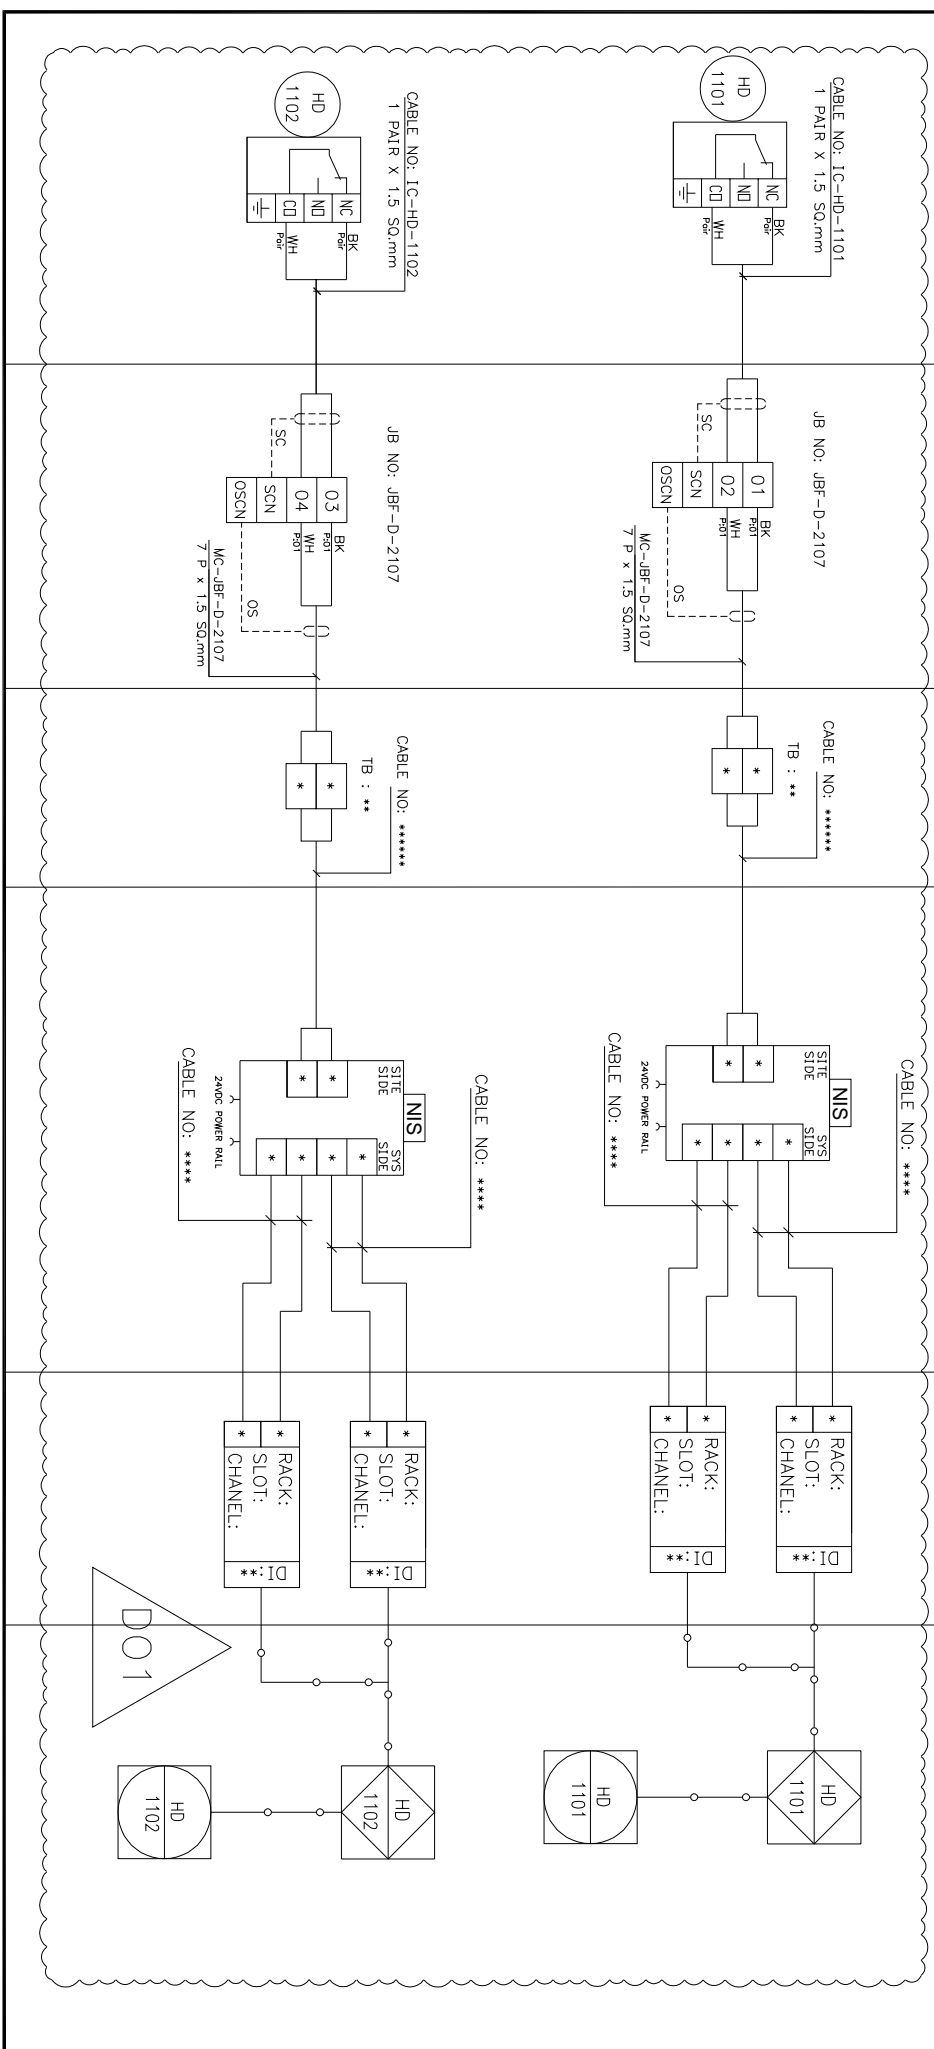 HD
1101
CABLE NO: IC-HD-1101
1 PAIR X 1.5 SQ.mm
NC
NO
CO
BK
Pair
WH
Pair
JB NO: JBF-D-2107
SC
01
02
SCN
OSCN
BK
P:01
WH
P:01
OS
MC-JBF-D-2107
7 P x 1.5 SQ.mm
CABLE NO: ******
TB : **
*
*
CABLE NO: ****
NIS
SITE
SIDE
SYS
SIDE
*
*
*
*
*
*
24VDC POWER RAIL
CABLE NO: ****
*
*
RACK:
SLOT:
CHANEL:
DI:**
*
*
RACK:
SLOT:
CHANEL:
DI:**
HD
1101
HD
1101
HD
1102
CABLE NO: IC-HD-1102
1 PAIR X 1.5 SQ.mm
NC
NO
CO
BK
Pair
WH
Pair
JB NO: JBF-D-2107
SC
03
04
SCN
OSCN
BK
P:01
WH
P:01
OS
MC-JBF-D-2107
7 P x 1.5 SQ.mm
CABLE NO: ******
TB : **
*
*
CABLE NO: ****
NIS
SITE
SIDE
SYS
SIDE
*
*
*
*
*
*
24VDC POWER RAIL
CABLE NO: ****
*
*
RACK:
SLOT:
CHANEL:
DI:**
*
*
RACK:
SLOT:
CHANEL:
DI:**
HD
1102
HD
1102
D01